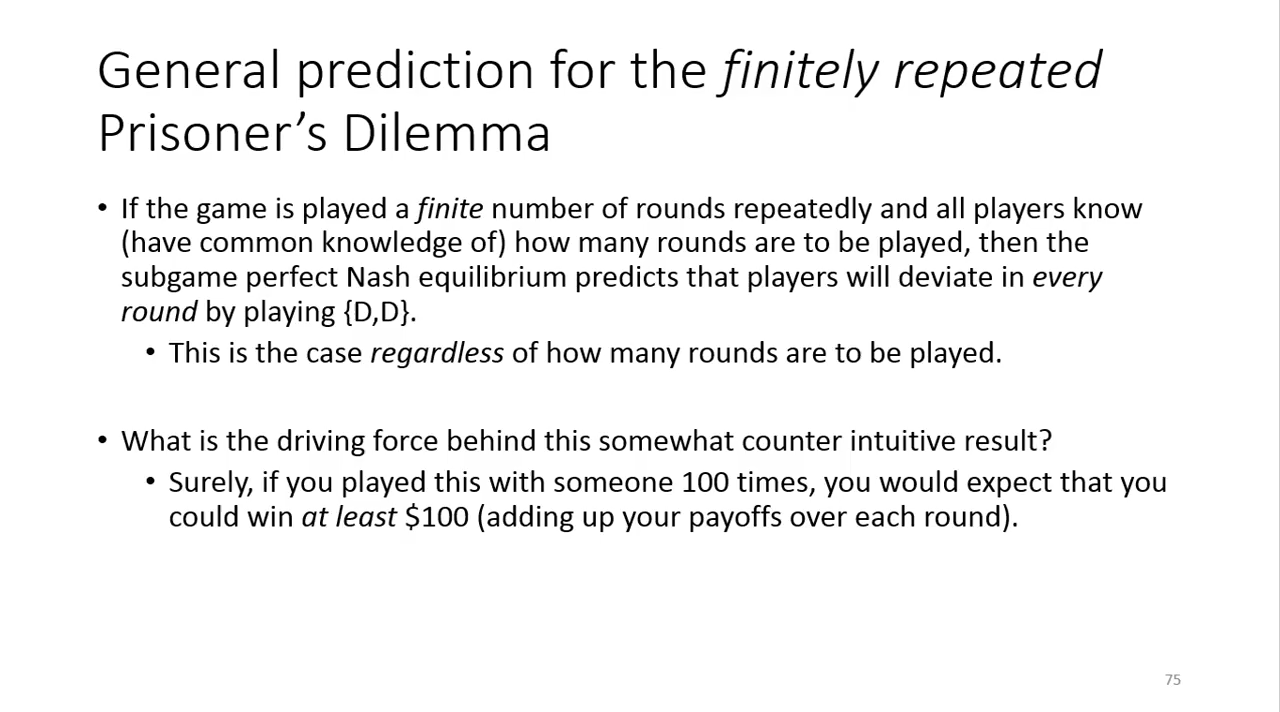 General prediction for the finitely repeated
Prisoner’s Dilemma
• If the game is played a finite number of rounds repeatedly and all players know
(have common knowledge of) how many rounds are to be played, then the
subgame perfect Nash equilibrium predicts that players will deviate in every
round by playing {D,D}.
• This is the case regardless of how many rounds are to be played.
• What is the driving force behind this somewhat counter intuitive result?
• Surely, if you played this with someone 100 times, you would expect that you
could win at least $100 (adding up your payoffs over each round).
75